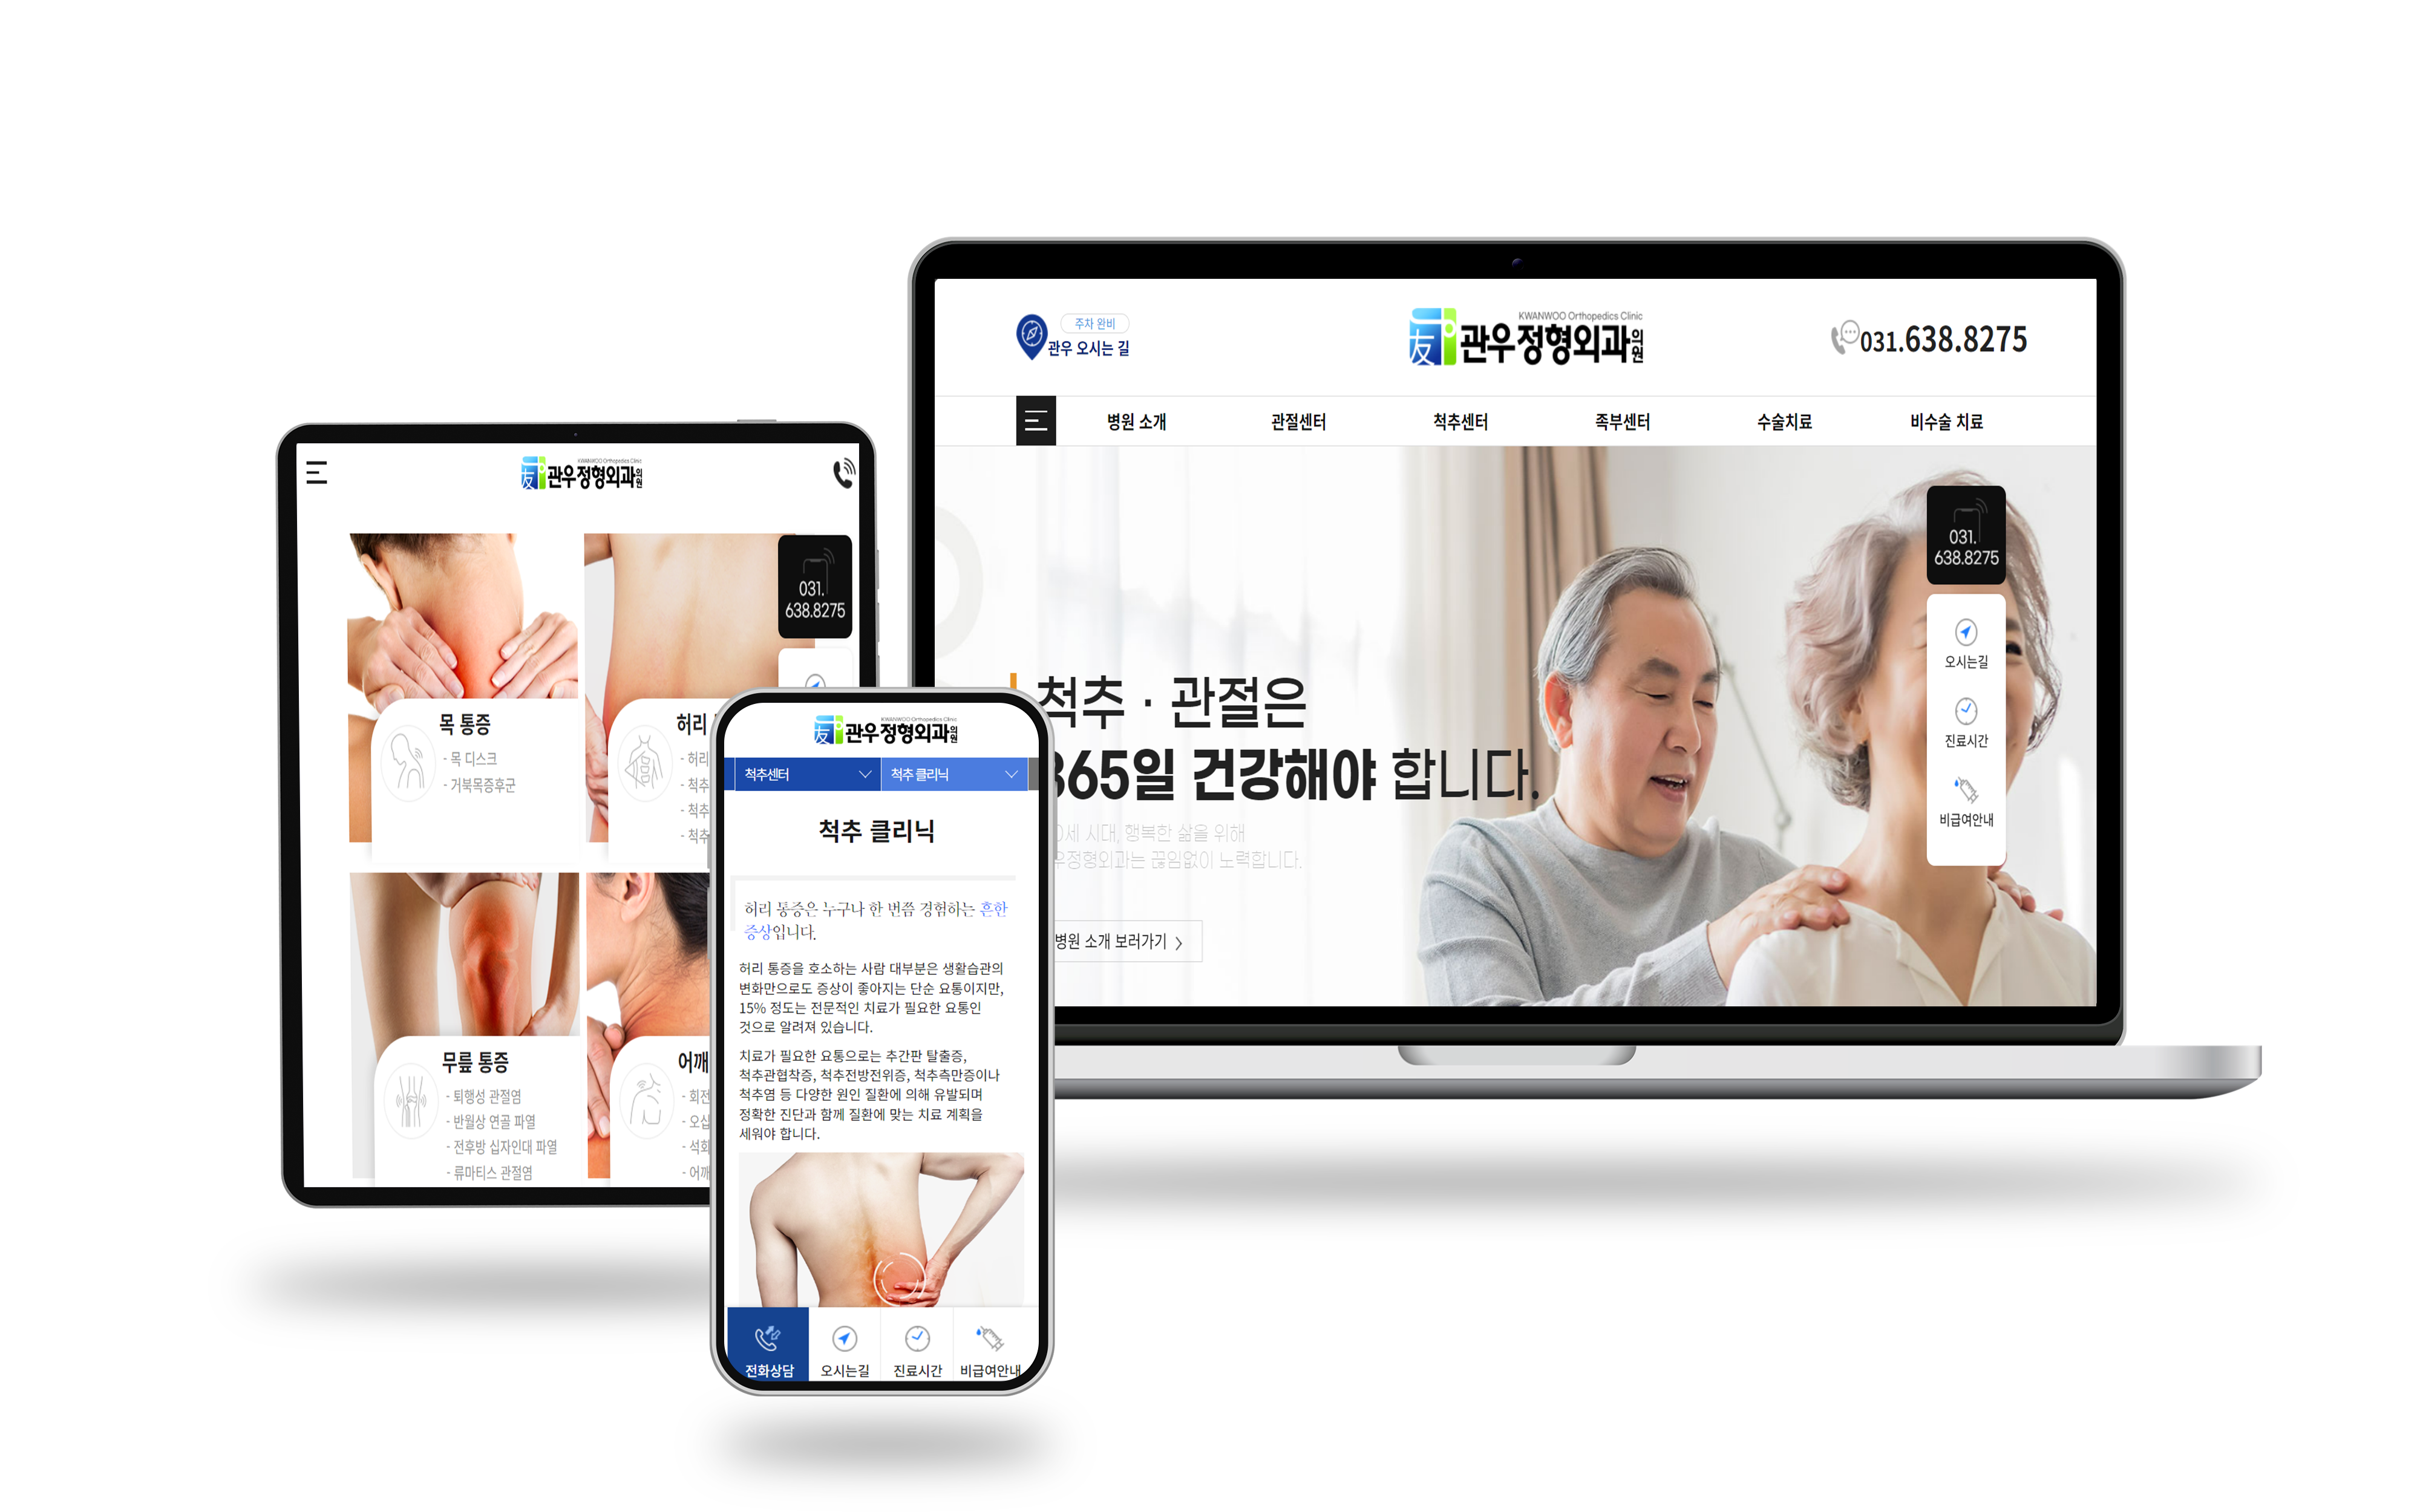 주차 완비
관우 오시는 길
KWANWOO Orthopedics Clinic
友 관우정형외과의원
031.638.8275
병원 소개 관절센터 척추센터 족부센터 수술치료 비수술 치료
척추 · 관절은
365일 건강해야 합니다.
시대, 행복한 삶을 위해
끊임없이 노력합니다.
병원 소개 보러가기
031.
638.8275
오시는길
진료시간
비급여안내
KWANWOO Orthopedics Clinic
友 관우정형외과의원
031.
638.8275
목 통증
- 목 디스크
- 거북목증후군
허리
- 허리
- 척추
- 척추
- 척추
무릎 통증
- 퇴행성 관절염
- 반월상 연골 파열
- 전후방 십자인대 파열
- 류마티스 관절염
어깨
- 회전
- 오십
- 석회
- 어깨
KWANWOO Orthopedics Clinic
友 관우정형외과의원
척추센터 척추 클리닉
척추 클리닉
허리 통증은 누구나 한 번쯤 경험하는 흔한
증상입니다.
허리 통증을 호소하는 사람 대부분은 생활습관의
변화만으로도 증상이 좋아지는 단순 요통이지만,
15% 정도는 전문적인 치료가 필요한 요통인
것으로 알려져 있습니다.
치료가 필요한 요통으로는 추간판 탈출증,
척추관협착증, 척추전방전위증, 척추측만증이나
척추염 등 다양한 원인 질환에 의해 유발되며
정확한 진단과 함께 질환에 맞는 치료 계획을
세워야 합니다.
전화상담 오시는길 진료시간 비급여안내